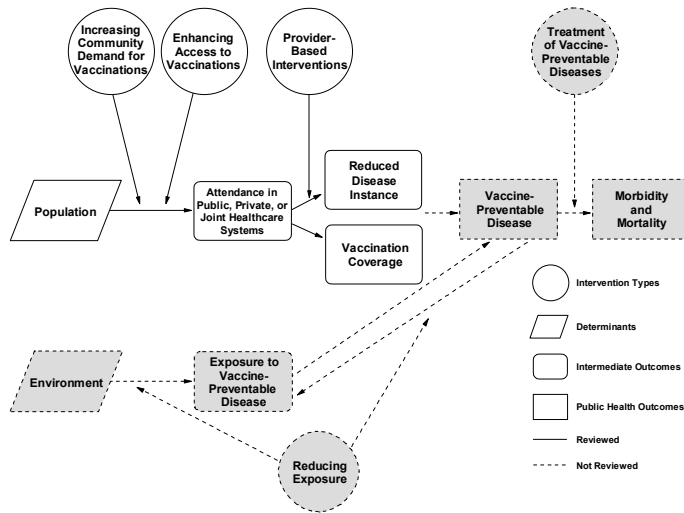 Increasing
Community
Demand for
Vaccinations
Enhancing
Access to
Vaccinations
Provider-
Based
Interventions
Treatment
of Vaccine-
Preventable
Diseases
Population
Attendance in
Public, Private, or
Joint Healthcare
Systems
Reduced
Disease
Instance
Vaccination
Coverage
Vaccine-
Preventable
Disease
Morbidity
and
Mortality
Environment
Exposure to
Vaccine-
Preventable
Disease
Reducing
Exposure
Intervention Types
Determinants
Intermediate Outcomes
Public Health Outcomes
Reviewed
Not Reviewed